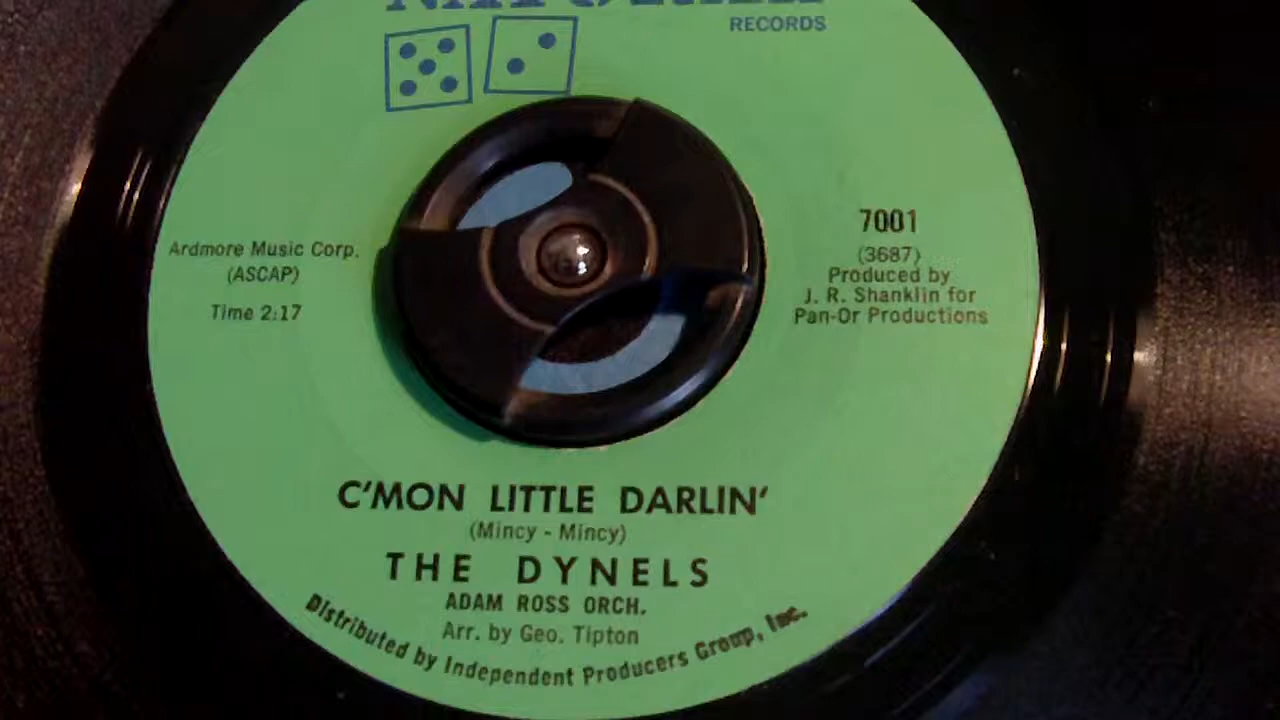 RECORDS
Ardmore Music Corp.
(ASCAP)
Time 2:17
7001
(3687)
Produced by
J. R. Shanklin for
Pan-Or Productions
C'MON LITTLE DARLIN'
(Mincy - Mincy)
THE DYNELS
ADAM ROSS ORCH.
Arr. by Geo. Tipton
Distributed by Independent Producers Group, Inc.